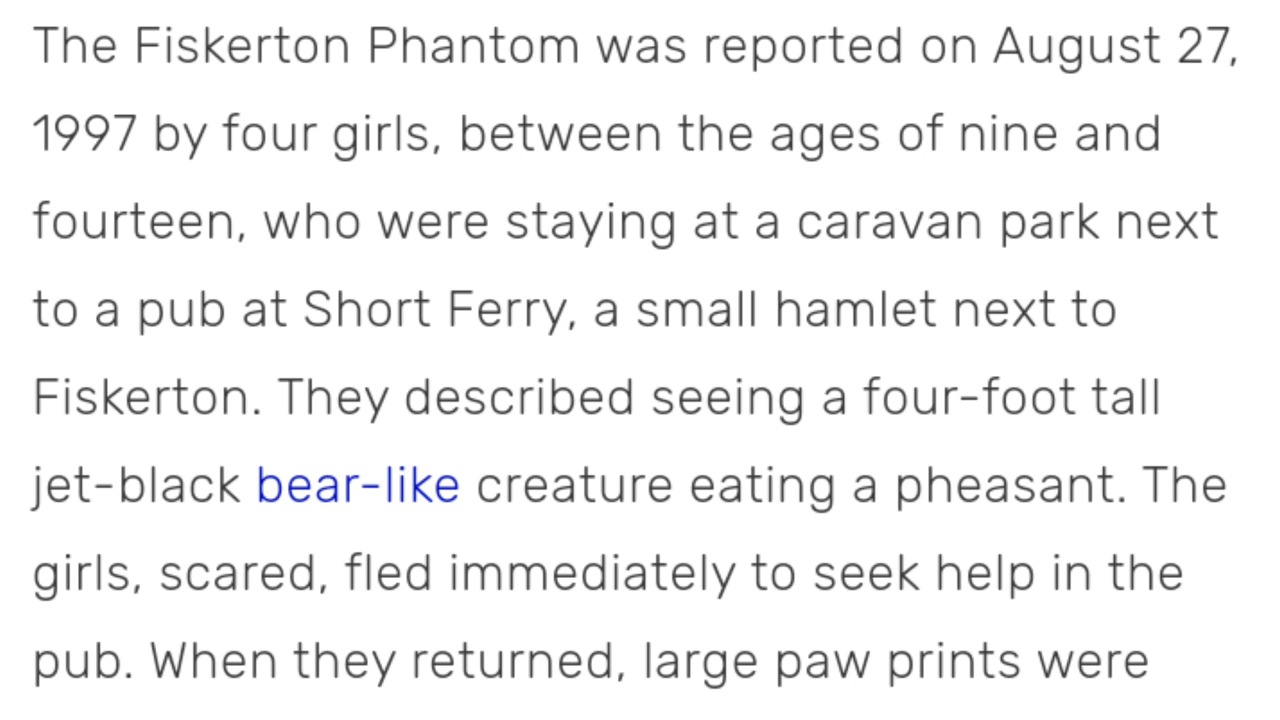 The Fiskerton Phantom was reported on August 27,
1997 by four girls, between the ages of nine and
fourteen, who were staying at a caravan park next
to a pub at Short Ferry, a small hamlet next to
Fiskerton. They described seeing a four-foot tall
jet-black bear-like creature eating a pheasant. The
girls, scared, fled immediately to seek help in the
pub. When they returned, large paw prints were